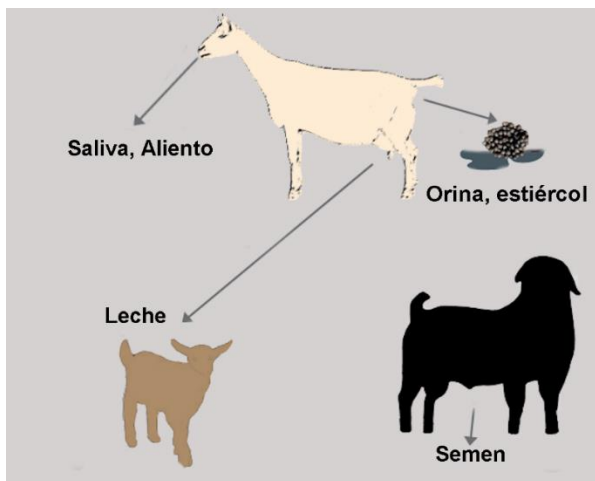 Saliva, Aliento
Orina, estiércol
Leche
Semen